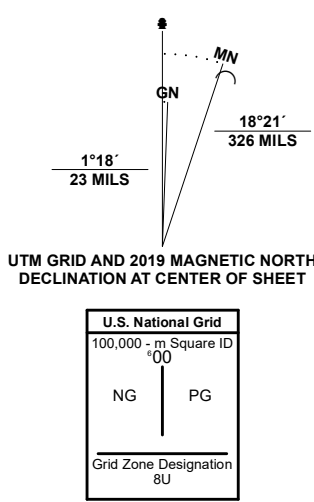 MN
GN
18°21´
326 MILS
1°18´
23 MILS
UTM GRID AND 2019 MAGNETIC NORTH
DECLINATION AT CENTER OF SHEET
U.S. National Grid
100,000 - m Square ID
⁶00
NG PG
Grid Zone Designation
8U